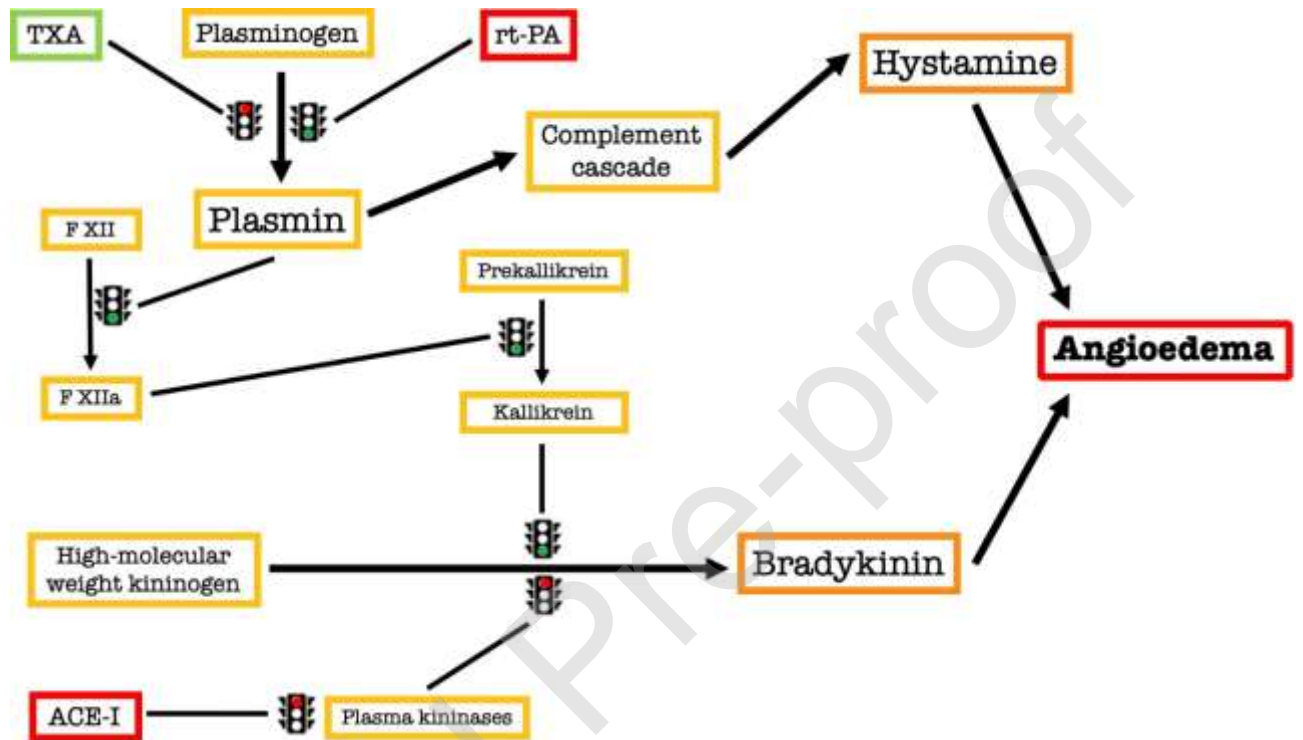 TXA
Plasminogen
rt-PA
Hystamine
Complement
cascade
Plasmin
F XII
Prekallikrein
Angioedema
F XIIa
Kallikrein
High-molecular
weight kininogen
Bradykinin
ACE-I
Plasma kininases
Pre-proof